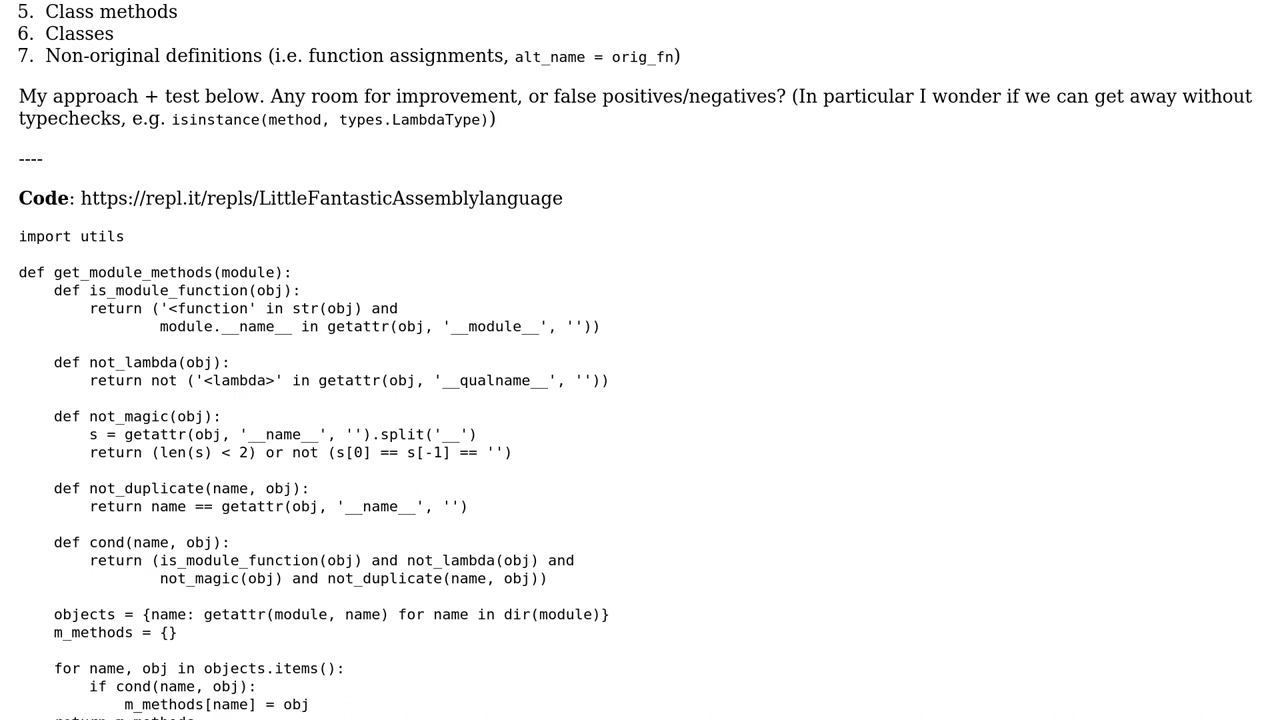 5. Class methods
6. Classes
7. Non-original definitions (i.e. function assignments, alt_name = orig_fn)
My approach + test below. Any room for improvement, or false positives/negatives? (In particular I wonder if we can get away without
typechecks, e.g. isinstance(method, types.LambdaType))
----
Code: https://repl.it/repls/LittleFantasticAssemblylanguage
import utils
def get_module_methods(module):
    def is_module_function(obj):
        return ('<function' in str(obj) and
                module.__name__ in getattr(obj, '__module__', ''))
    def not_lambda(obj):
        return not ('<lambda>' in getattr(obj, '__qualname__', ''))
    def not_magic(obj):
        s = getattr(obj, '__name__', '').split('__')
        return (len(s) < 2) or not (s[0] == s[-1] == '')
    def not_duplicate(name, obj):
        return name == getattr(obj, '__name__', '')
    def cond(name, obj):
        return (is_module_function(obj) and not_lambda(obj) and
                not_magic(obj) and not_duplicate(name, obj))
    objects = {name: getattr(module, name) for name in dir(module)}
    m_methods = {}
    for name, obj in objects.items():
        if cond(name, obj):
            m_methods[name] = obj